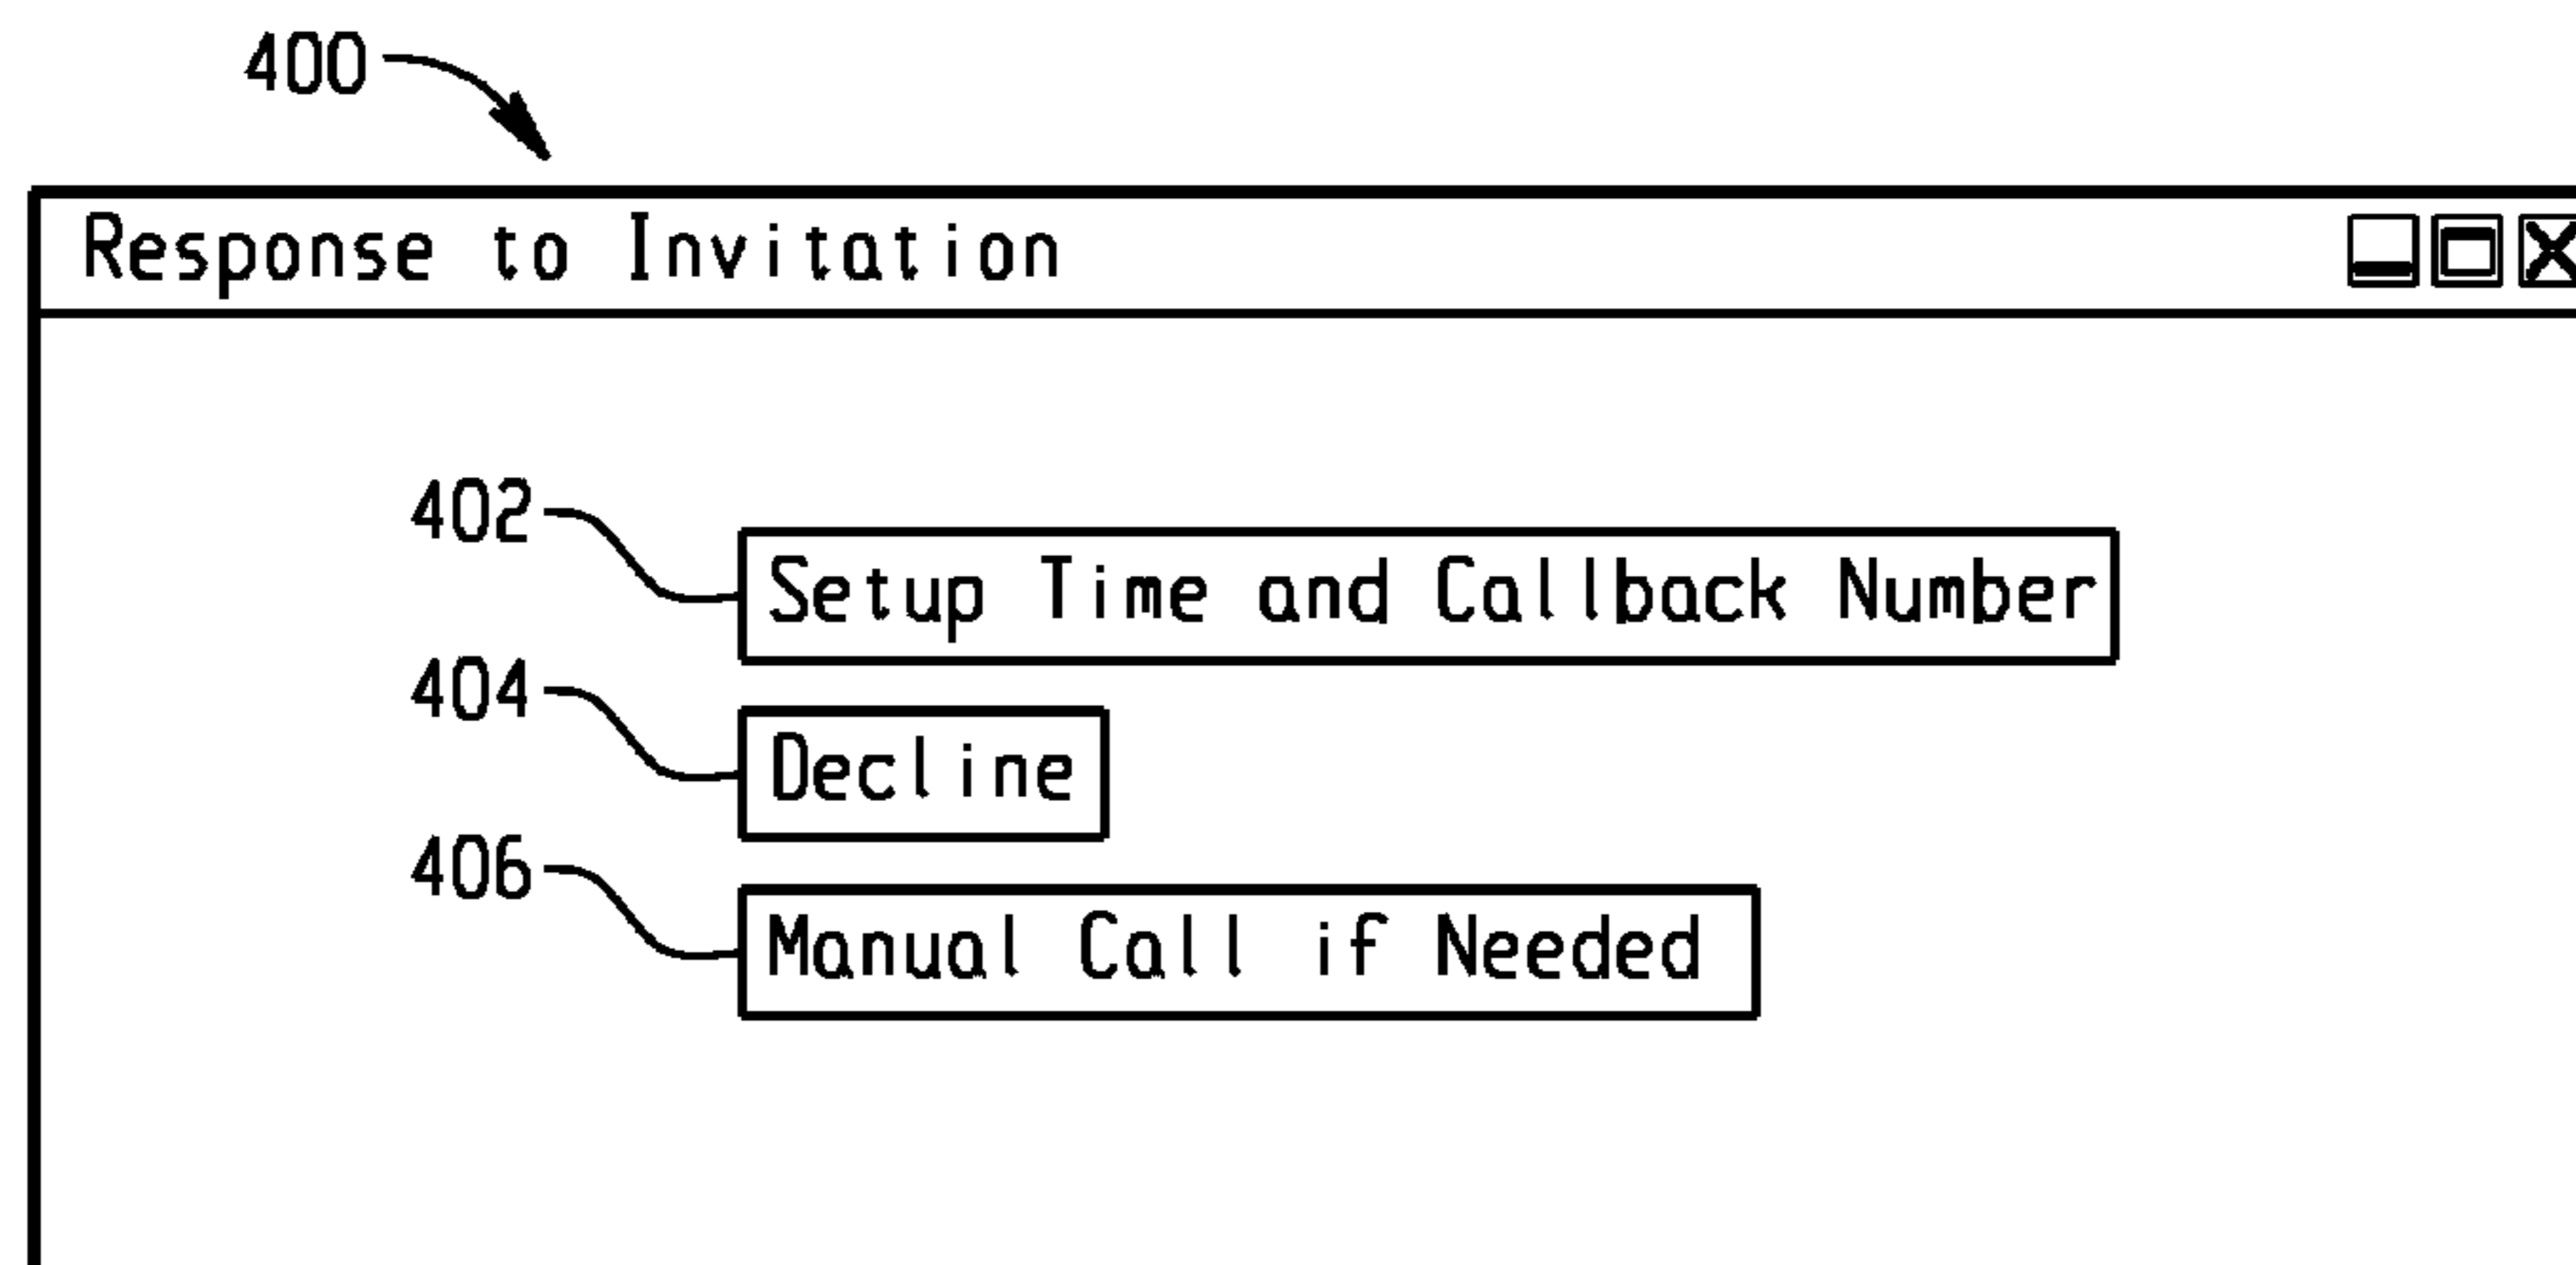 400
Response to Invitation
402
Setup Time and Callback Number
404
Decline
406
Manual Call if Needed